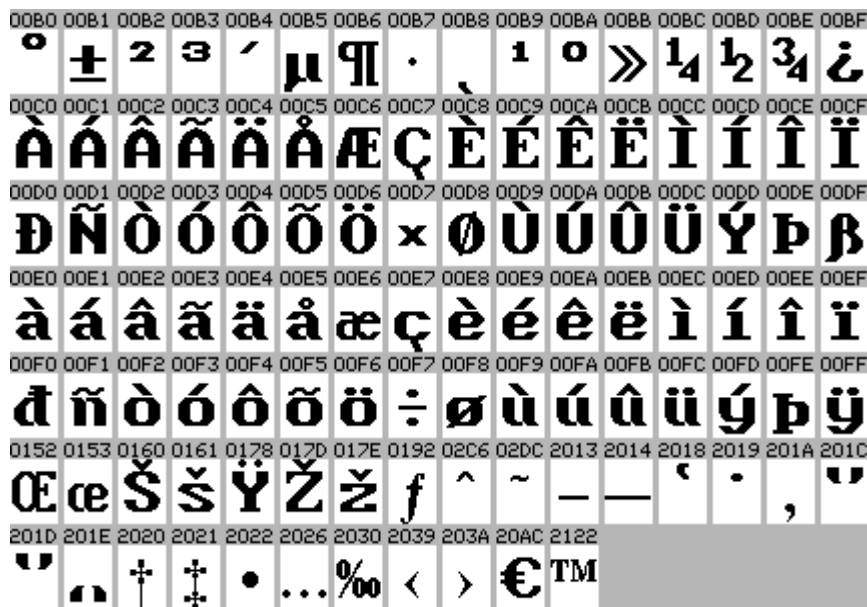 00B0 00B1 00B2 00B3 00B4 00B5 00B6 00B7 00B8 00B9 00BA 00BB 00BC 00BD 00BE 00BF
° ± ² ³ ´ µ ¶ · ¸ ¹ º » ¼ ½ ¾ ¿
00C0 00C1 00C2 00C3 00C4 00C5 00C6 00C7 00C8 00C9 00CA 00CB 00CC 00CD 00CE 00CF
À Á Â Ã Ä Å Æ Ç È É Ê Ë Ì Í Î Ï
00D0 00D1 00D2 00D3 00D4 00D5 00D6 00D7 00D8 00D9 00DA 00DB 00DC 00DD 00DE 00DF
Ð Ñ Ò Ó Ô Õ Ö × Ø Ù Ú Û Ü Ý Þ ß
00E0 00E1 00E2 00E3 00E4 00E5 00E6 00E7 00E8 00E9 00EA 00EB 00EC 00ED 00EE 00EF
à á â ã ä å æ ç è é ê ë ì í î ï
00F0 00F1 00F2 00F3 00F4 00F5 00F6 00F7 00F8 00F9 00FA 00FB 00FC 00FD 00FE 00FF
đ ñ ò ó ô õ ö ÷ ø ù ú û ü ý þ ÿ
0152 0153 0160 0161 0178 017D 017E 0192 02C6 02DC 2013 2014 2018 2019 201A 201C
Œ œ Š š Ÿ Ž ž ƒ ˆ ˜ – — ‘ ’ ‚ “
201D 201E 2020 2021 2022 2026 2030 2039 203A 20AC 2122
” „ † ‡ • … ‰ ‹ › € ™